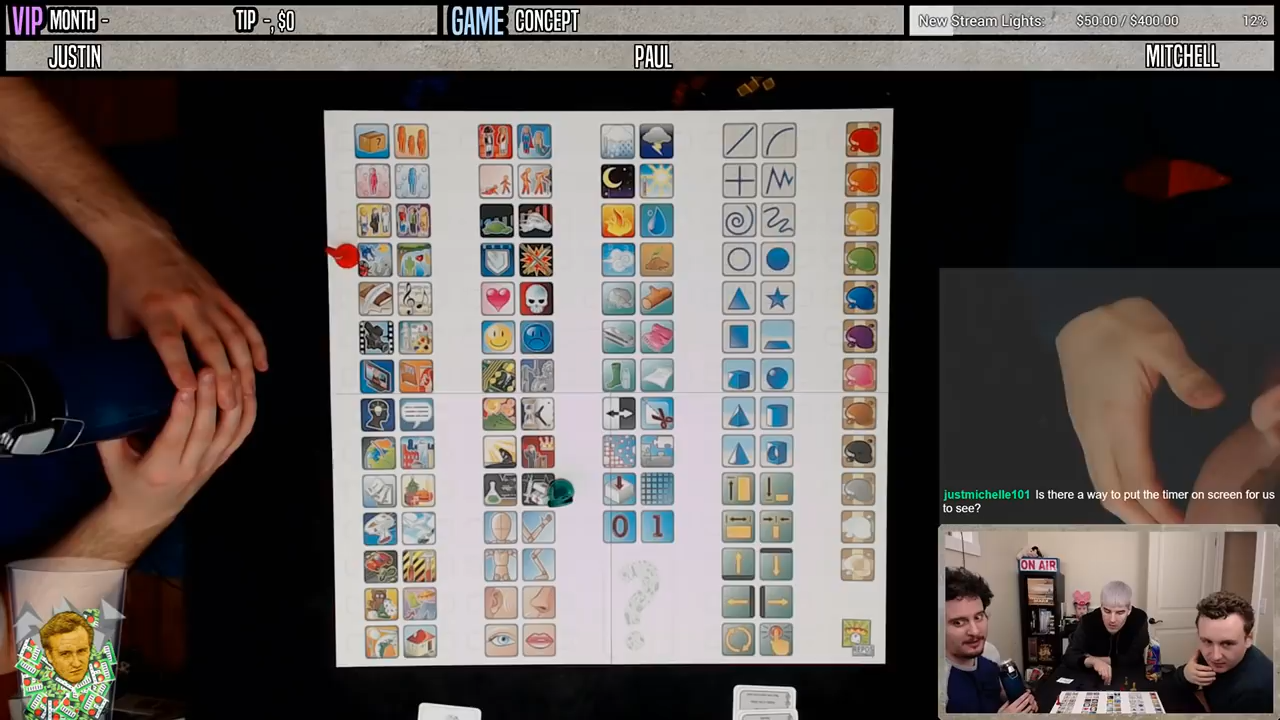 VIP MONTH -
TIP -, $0
GAME CONCEPT
New Stream Lights: $50.00 / $400.00 12%
JUSTIN
PAUL
MITCHELL
0 1
?
justmichelle101 Is there a way to put the timer on screen for us
to see?
ON AIR